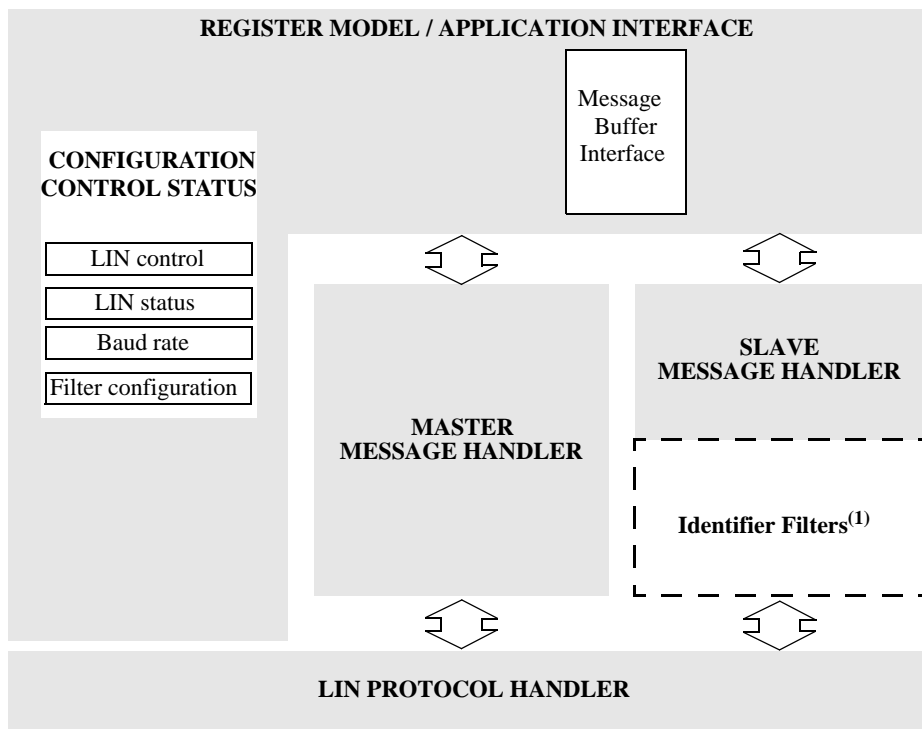 REGISTER MODEL / APPLICATION INTERFACE
Message
Buffer
Interface
CONFIGURATION
CONTROL STATUS
LIN control
LIN status
Baud rate
Filter configuration
MASTER
MESSAGE HANDLER
SLAVE
MESSAGE HANDLER
Identifier Filters(1)
LIN PROTOCOL HANDLER